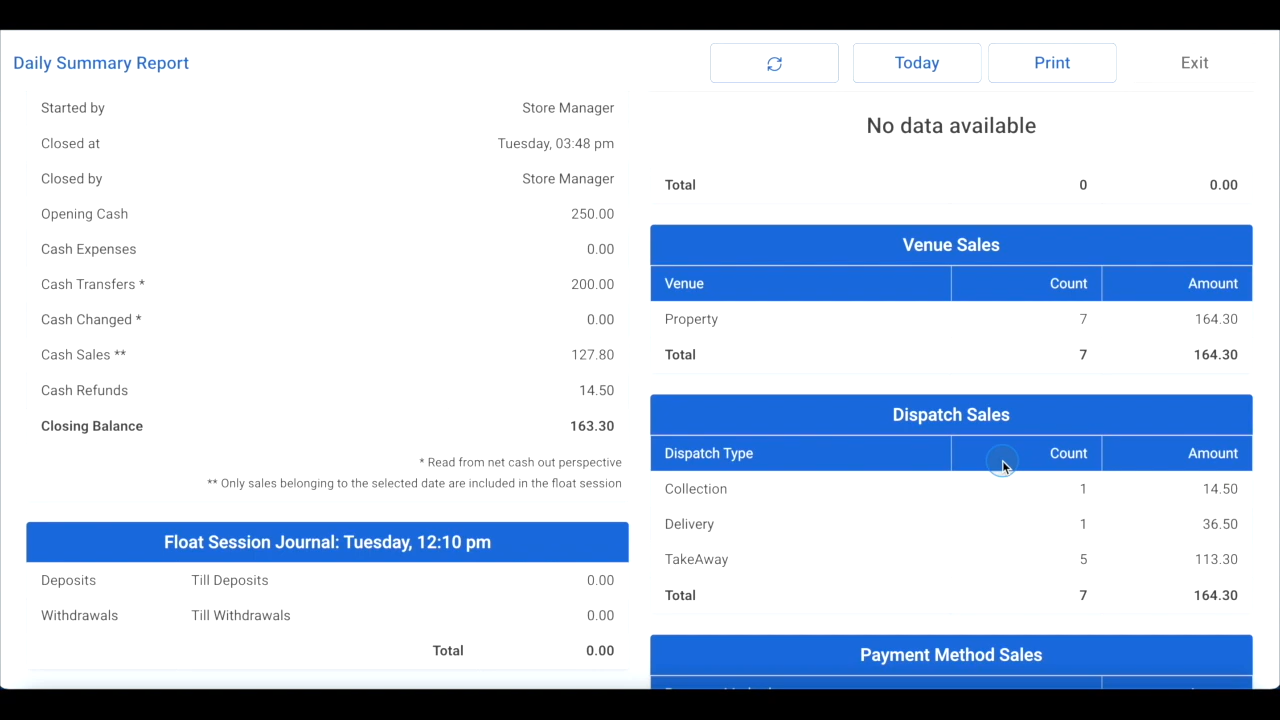 Daily Summary Report
Today
Print
Exit
Started by Store Manager
Closed at Tuesday, 03:48 pm
Closed by Store Manager
Opening Cash 250.00
Cash Expenses 0.00
Cash Transfers * 200.00
Cash Changed * 0.00
Cash Sales ** 127.80
Cash Refunds 14.50
Closing Balance 163.30
* Read from net cash out perspective
** Only sales belonging to the selected date are included in the float session
Float Session Journal: Tuesday, 12:10 pm
Deposits Till Deposits 0.00
Withdrawals Till Withdrawals 0.00
Total 0.00
No data available
Total 0 0.00
Venue Sales
Venue Count Amount
Property 7 164.30
Total 7 164.30
Dispatch Sales
Dispatch Type Count Amount
Collection 1 14.50
Delivery 1 36.50
TakeAway 5 113.30
Total 7 164.30
Payment Method Sales